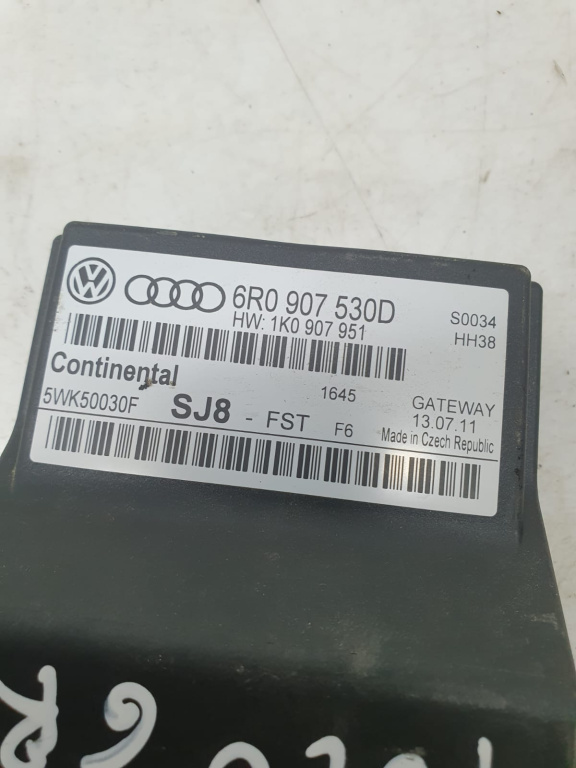 6R0 907 530D S0034
HW: 1K0 907 951 HH38
Continental 1645 GATEWAY
5WK50030F SJ8 - FST F6 13.07.11
Made in Czech Republic